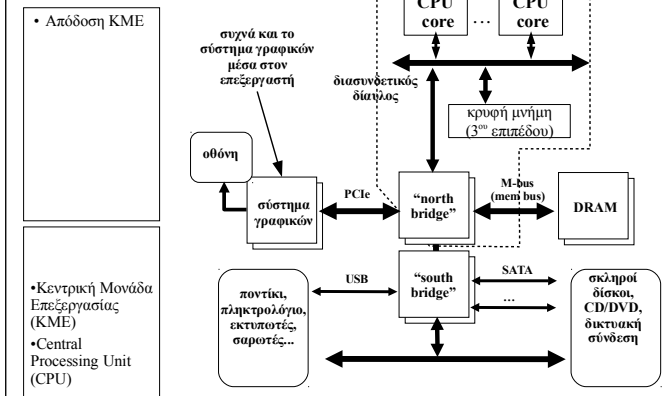 • Απόδοση ΚΜΕ
•Κεντρική Μονάδα
Επεξεργασίας
(ΚΜΕ)
•Central
Processing Unit
(CPU)
συχνά και το
σύστημα γραφικών
μέσα στον
επεξεργαστή
CPU
core
…
CPU
core
διασυνδετικός
δίαυλος
κρυφή μνήμη
(3ου επιπέδου)
οθόνη
σύστημα
γραφικών
PCIe
“north
bridge”
M-bus
(mem bus)
DRAM
ποντίκι,
πληκτρολόγιο,
εκτυπωτές,
σαρωτές...
USB
“south
bridge”
SATA
…
σκληροί
δίσκοι,
CD/DVD,
δικτυακή
σύνδεση